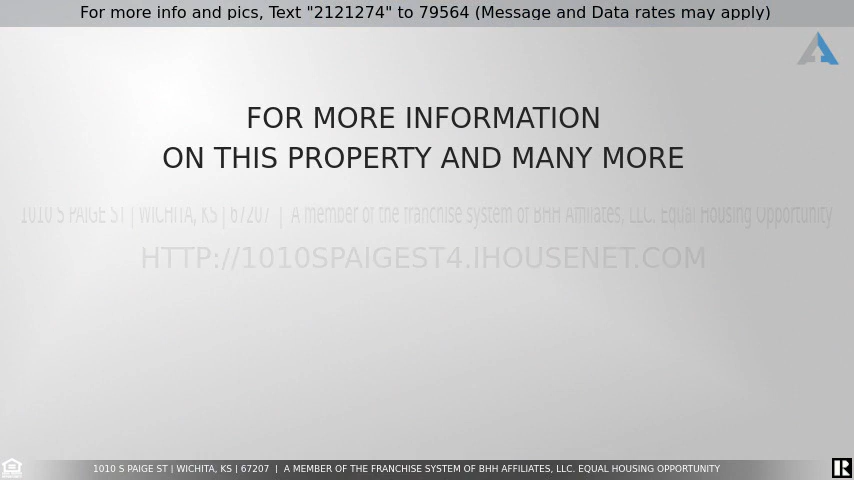 For more info and pics, Text "2121274" to 79564 (Message and Data rates may apply)
FOR MORE INFORMATION
ON THIS PROPERTY AND MANY MORE
1010 S PAIGE ST | WICHITA, KS | 67207 | A member of the franchise system of BHH Affiliates, LLC. Equal Housing Opportunity
HTTP://1010SPAIGEST4.IHOUSENET.COM
1010 S PAIGE ST | WICHITA, KS | 67207 | A MEMBER OF THE FRANCHISE SYSTEM OF BHH AFFILIATES, LLC. EQUAL HOUSING OPPORTUNITY